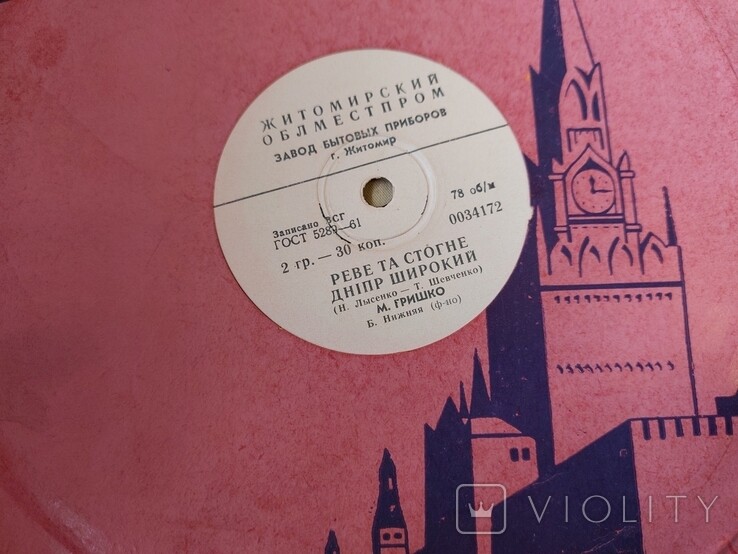 ЖИТОМИРСКИЙ
ОБЛМЕСТПРОМ
ЗАВОД БЫТОВЫХ ПРИБОРОВ
г. Житомир
Записано ВСГ
ГОСТ 5289—61
78 об/м
2 гр. — 30 коп.
0034172
РЕВЕ ТА СТОГНЕ
ДНІПР ШИРОКИЙ
(Н. Лысенко — Т. Шевченко)
М. ГРИШКО
Б. Нижняя (ф-но)
VIOLITY